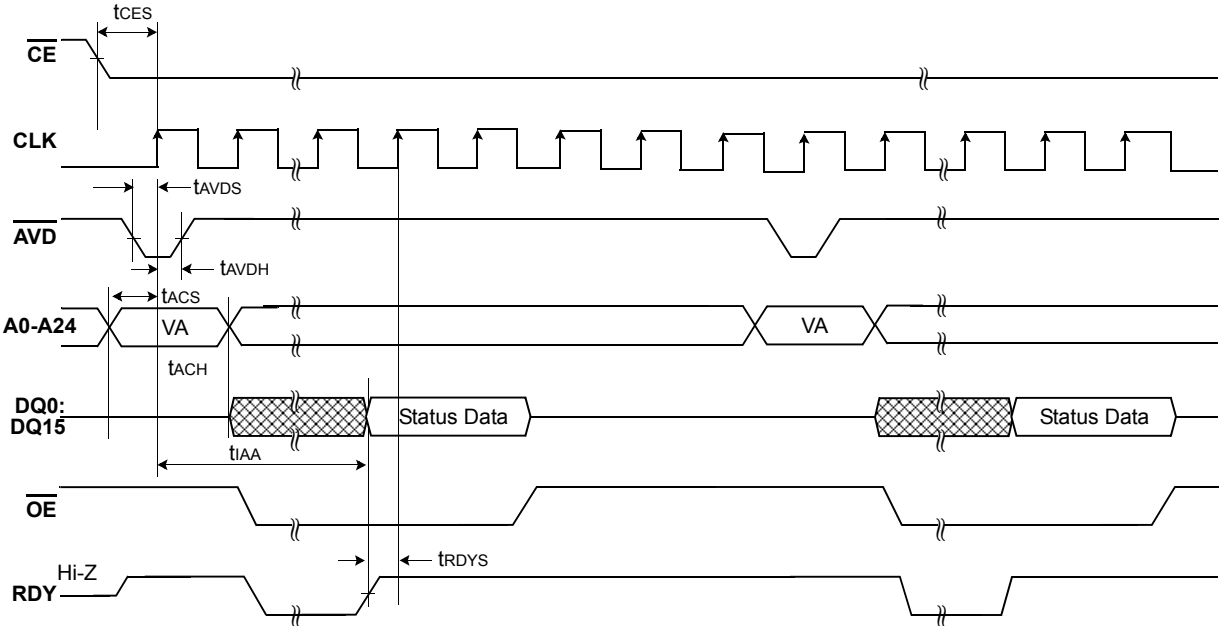 tCES
CE
CLK
tAVDS
AVD
tAVDH
tACS
A0-A24
VA
VA
tACH
DQ0:
DQ15
Status Data
Status Data
tIAA
OE
tRDYS
Hi-Z
RDY